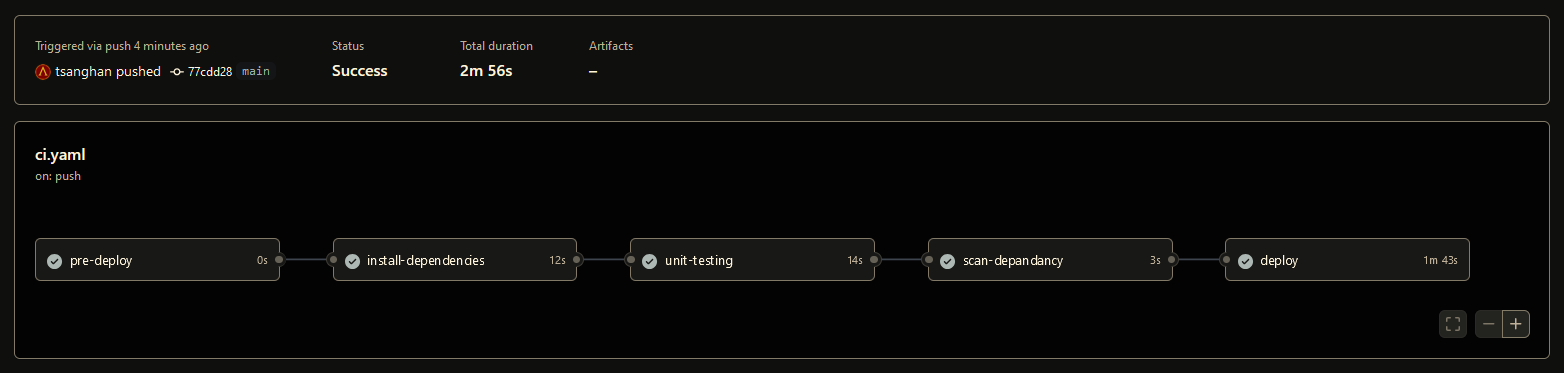 Triggered via push 4 minutes ago
tsanghan pushed 77cdd28 main
Status
Success
Total duration
2m 56s
Artifacts
–
ci.yaml
on: push
pre-deploy 0s
install-dependencies 12s
unit-testing 14s
scan-depandancy 3s
deploy 1m 43s